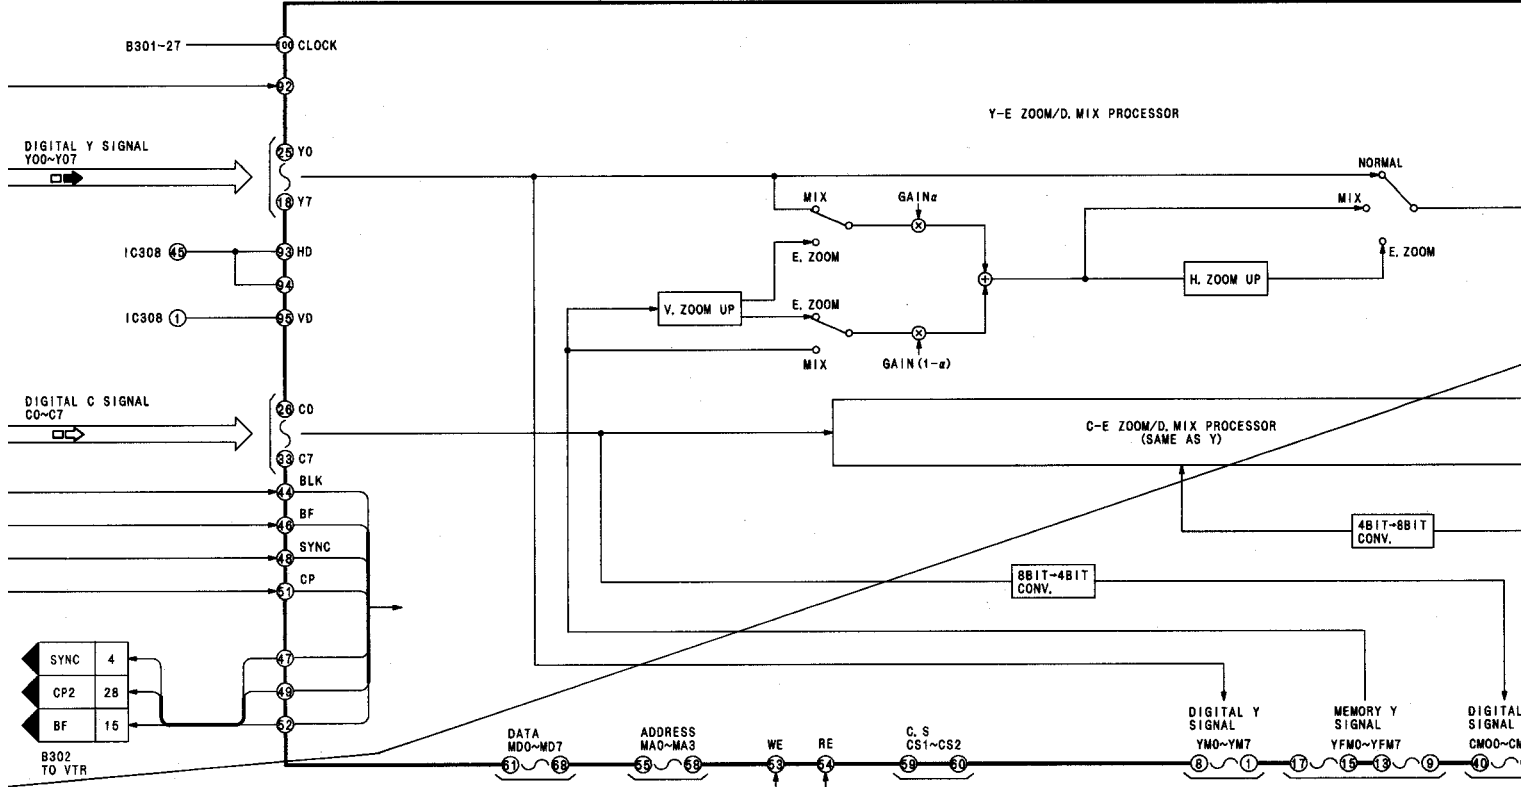 B301-27
100 CLOCK
92
Y-E ZOOM/D. MIX PROCESSOR
DIGITAL Y SIGNAL
Y00~Y07
25 Y0
18 Y7
NORMAL
MIX
GAINα
MIX
E. ZOOM
E. ZOOM
IC308 45
93 HD
94
H. ZOOM UP
V. ZOOM UP
E. ZOOM
IC308 1
95 VD
MIX
GAIN(1-α)
DIGITAL C SIGNAL
C0~C7
26 C0
33 C7
C-E ZOOM/D. MIX PROCESSOR
(SAME AS Y)
44 BLK
46 BF
48 SYNC
51 CP
4BIT→8BIT
CONV.
8BIT→4BIT
CONV.
SYNC 4
47
CP2 28
49
BF 15
52
B302
TO VTR
DATA
MD0~MD7
61 68
ADDRESS
MA0~MA3
55 58
WE
53
RE
54
C. S
CS1~CS2
59 60
DIGITAL Y
SIGNAL
YM0~YM7
8 1
MEMORY Y
SIGNAL
YFM0~YFM7
17 15 13 9
DIGITAL
SIGNAL
CM00~CM
40